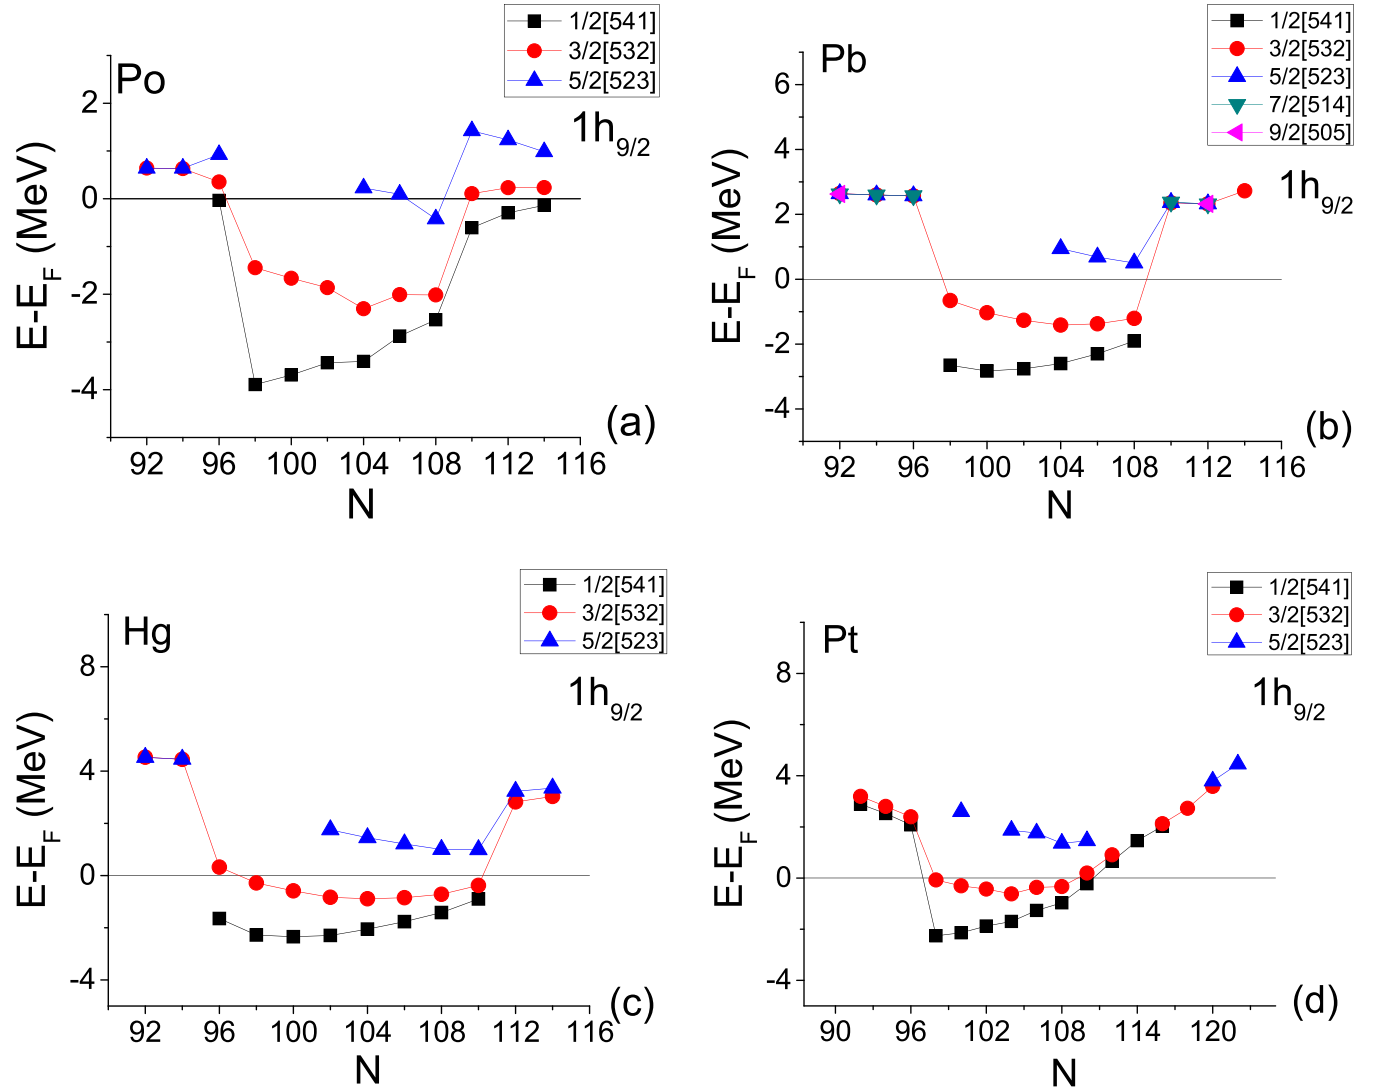 1/2[541]
3/2[532]
5/2[523]
Po
1h9/2
2
0
-2
-4
E-EF (MeV)
92 96 100 104 108 112 116
N
(a)
1/2[541]
3/2[532]
5/2[523]
7/2[514]
9/2[505]
Pb
1h9/2
6
4
2
0
-2
-4
E-EF (MeV)
92 96 100 104 108 112 116
N
(b)
1/2[541]
3/2[532]
5/2[523]
Hg
1h9/2
8
4
0
-4
E-EF (MeV)
92 96 100 104 108 112 116
N
(c)
1/2[541]
3/2[532]
5/2[523]
Pt
1h9/2
8
4
0
-4
E-EF (MeV)
90 96 102 108 114 120
N
(d)